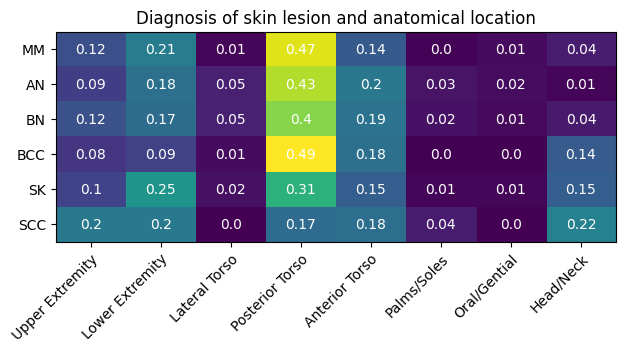 Diagnosis of skin lesion and anatomical location
MM 0.12 0.21 0.01 0.47 0.14 0.0 0.01 0.04
AN 0.09 0.18 0.05 0.43 0.2 0.03 0.02 0.01
BN 0.12 0.17 0.05 0.4 0.19 0.02 0.01 0.04
BCC 0.08 0.09 0.01 0.49 0.18 0.0 0.0 0.14
SK 0.1 0.25 0.02 0.31 0.15 0.01 0.01 0.15
SCC 0.2 0.2 0.0 0.17 0.18 0.04 0.0 0.22
Upper Extremity
Lower Extremity
Lateral Torso
Posterior Torso
Anterior Torso
Palms/Soles
Oral/Gential
Head/Neck